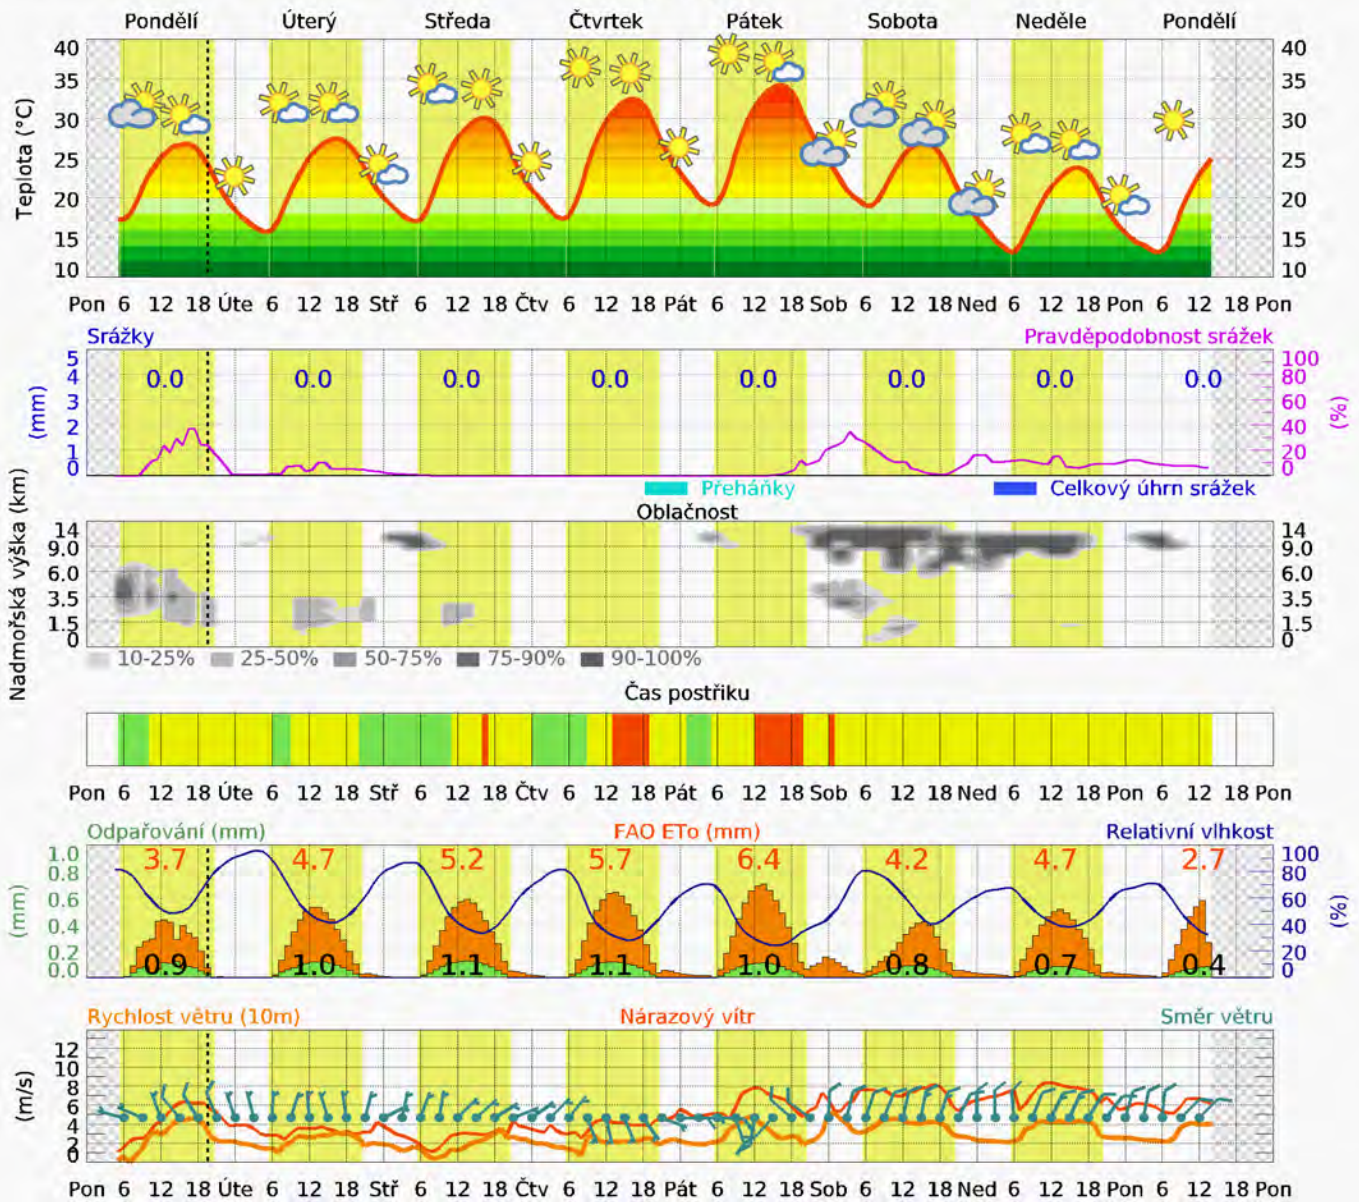 Pondělí Úterý Středa Čtvrtek Pátek Sobota Neděle Pondělí
Teplota (°C)
40 40
35 35
30 30
25 25
20 20
15 15
10 10
Pon 6 12 18 Úte 6 12 18 Stř 6 12 18 Čtv 6 12 18 Pát 6 12 18 Sob 6 12 18 Ned 6 12 18 Pon 6 12 18 Pon
Srážky Pravděpodobnost srážek
(mm) (%)
5 100
4 80
3 60
2 40
1 20
0 0
0.0 0.0 0.0 0.0 0.0 0.0 0.0 0.0
Přeháňky Celkový úhrn srážek
Oblačnost
Nadmořská výška (km)
14 14
9.0 9.0
6.0 6.0
3.5 3.5
1.5 1.5
0 0
10-25% 25-50% 50-75% 75-90% 90-100%
Čas postřiku
Pon 6 12 18 Úte 6 12 18 Stř 6 12 18 Čtv 6 12 18 Pát 6 12 18 Sob 6 12 18 Ned 6 12 18 Pon 6 12 18 Pon
Odpařování (mm) FAO ETo (mm) Relativní vlhkost
(mm) (%)
1.0 100
0.8 80
0.6 60
0.4 40
0.2 20
0.0 0
3.7 4.7 5.2 5.7 6.4 4.2 4.7 2.7
0.9 1.0 1.1 1.1 1.0 0.8 0.7 0.4
Rychlost větru (10m) Nárazový vítr Směr větru
(m/s)
12
10
8
6
4
2
0
Pon 6 12 18 Úte 6 12 18 Stř 6 12 18 Čtv 6 12 18 Pát 6 12 18 Sob 6 12 18 Ned 6 12 18 Pon 6 12 18 Pon